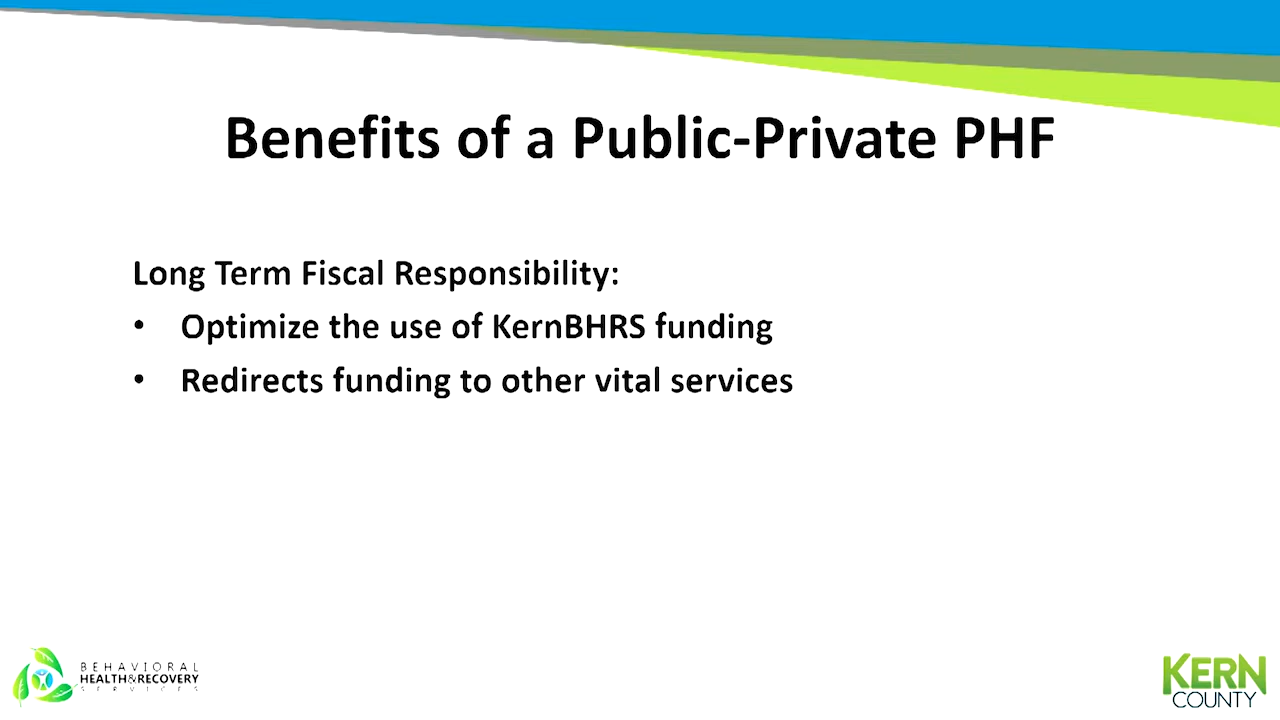 Benefits of a Public-Private PHF
Long Term Fiscal Responsibility:
• Optimize the use of KernBHRS funding
• Redirects funding to other vital services
BEHAVIORAL
HEALTH&RECOVERY
SERVICES
KERN
COUNTY